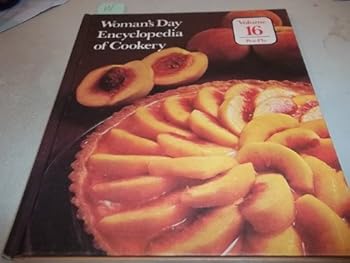 Woman's Day
Encyclopedia
of Cookery
Volume
16